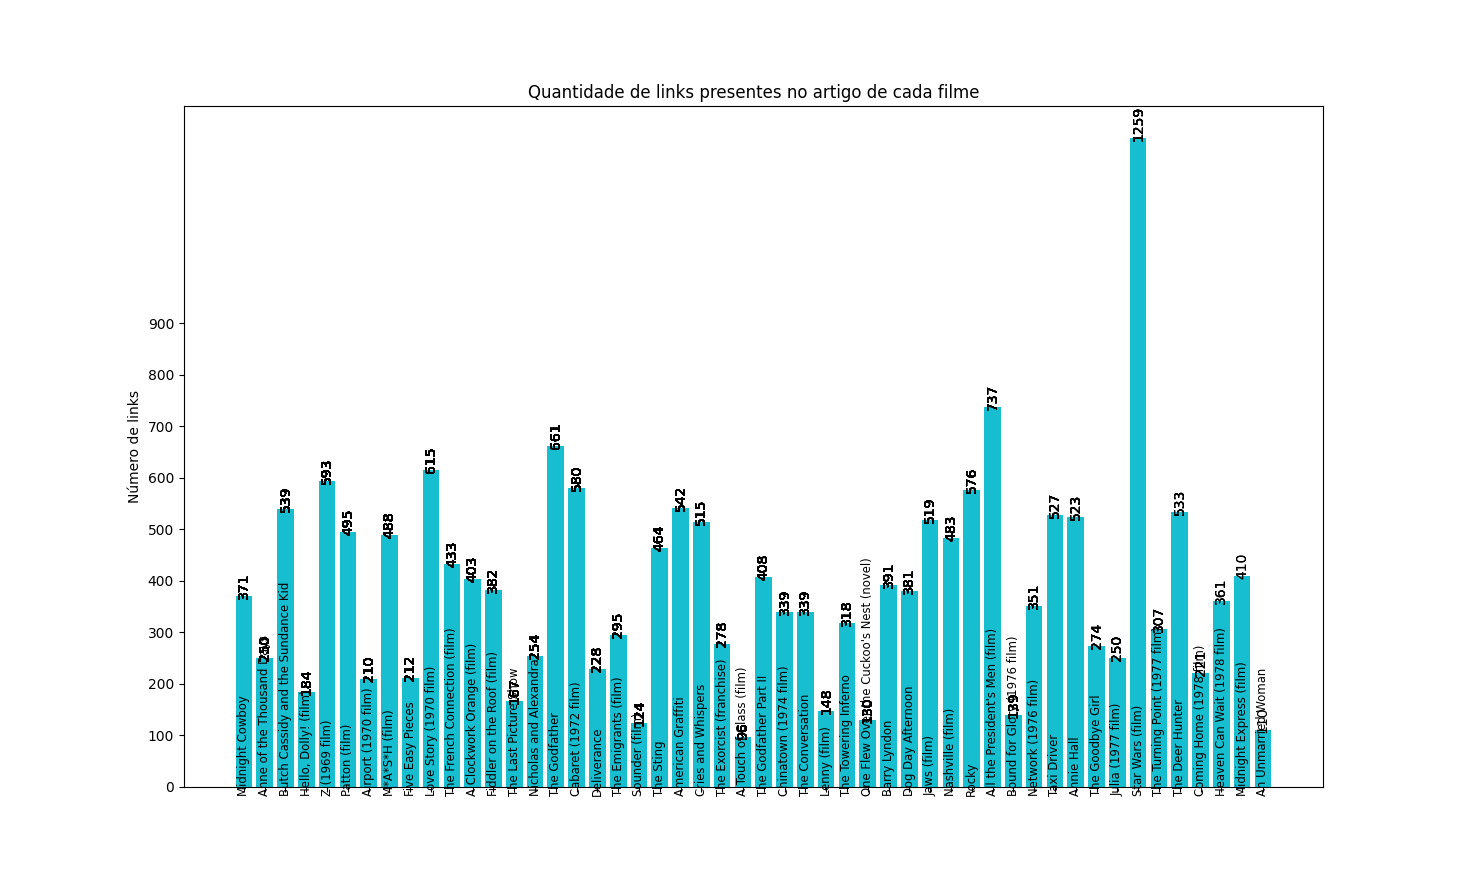 Quantidade de links presentes no artigo de cada filme
Número de links
900
800
700
600
500
400
300
200
100
0
371
250
539
184
593
495
210
488
212
615
433
403
382
167
254
661
580
228
295
124
464
542
515
278
96
408
339
339
148
318
130
391
381
519
483
576
737
139
351
527
523
274
250
1259
307
533
221
361
410
110
Midnight Cowboy
Anne of the Thousand Days
Butch Cassidy and the Sundance Kid
Hello, Dolly! (film)
Z (1969 film)
Patton (film)
Airport (1970 film)
M*A*S*H (film)
Five Easy Pieces
Love Story (1970 film)
The French Connection (film)
A Clockwork Orange (film)
Fiddler on the Roof (film)
The Last Picture Show
Nicholas and Alexandra
The Godfather
Cabaret (1972 film)
Deliverance
The Emigrants (film)
Sounder (film)
The Sting
American Graffiti
Cries and Whispers
The Exorcist (franchise)
A Touch of Class (film)
The Godfather Part II
Chinatown (1974 film)
The Conversation
Lenny (film)
The Towering Inferno
One Flew Over the Cuckoo's Nest (novel)
Barry Lyndon
Dog Day Afternoon
Jaws (film)
Nashville (film)
Rocky
All the President's Men (film)
Bound for Glory (1976 film)
Network (1976 film)
Taxi Driver
Annie Hall
The Goodbye Girl
Julia (1977 film)
Star Wars (film)
The Turning Point (1977 film)
The Deer Hunter
Coming Home (1978 film)
Heaven Can Wait (1978 film)
Midnight Express (film)
An Unmarried Woman